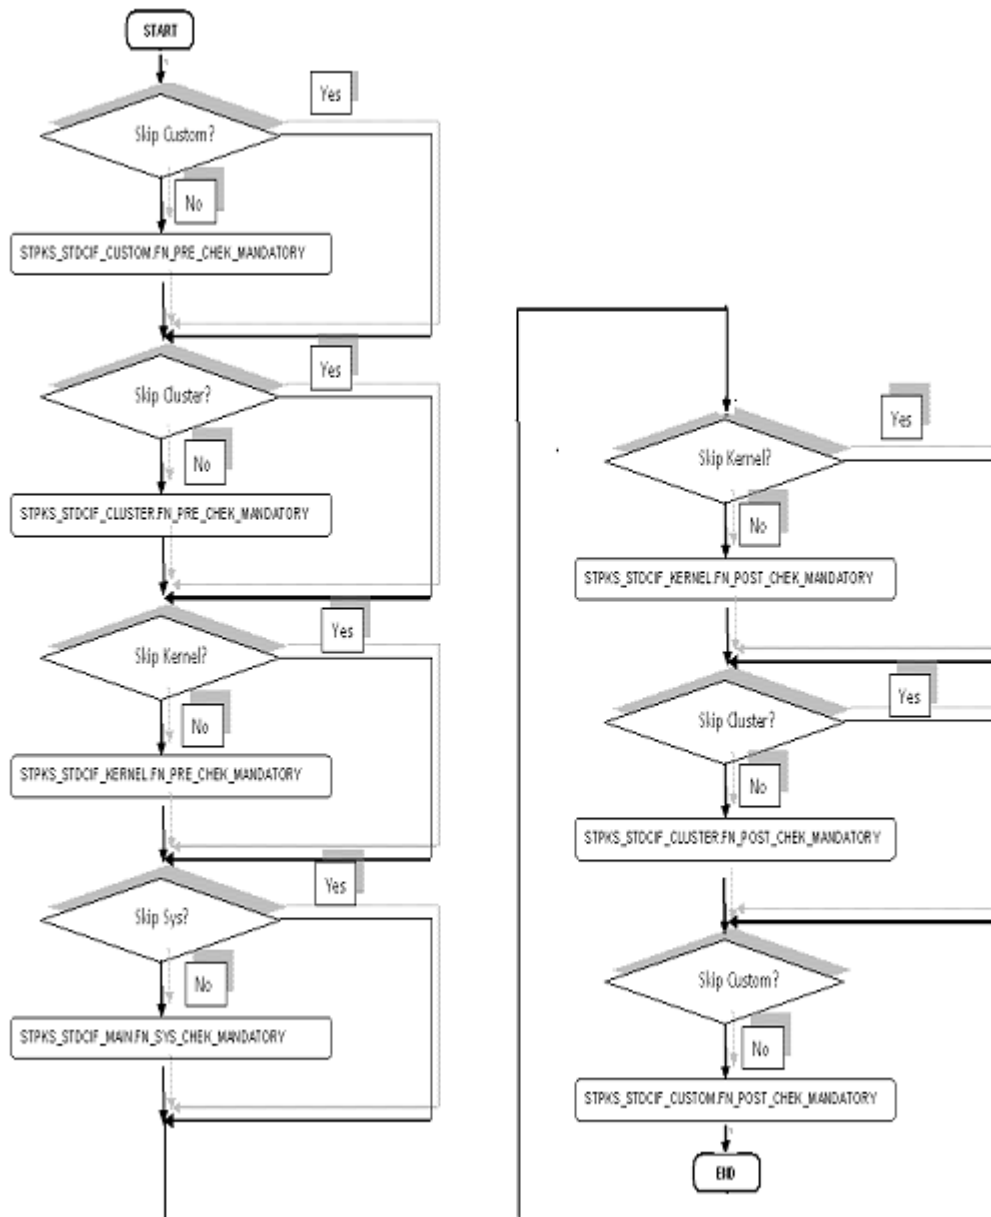 START
Yes
Skip Custom?
No
STPKS_STDCIF_CUSTOM.FN_PRE_CHEK_MANDATORY
Yes
Skip Cluster?
No
STPKS_STDCIF_CLUSTER.FN_PRE_CHEK_MANDATORY
Yes
Skip Kernel?
No
STPKS_STDCIF_KERNEL.FN_PRE_CHEK_MANDATORY
Yes
Skip Sys?
No
STPKS_STDCIF_MAIN.FN_SYS_CHEK_MANDATORY
Yes
Skip Kernel?
No
STPKS_STDCIF_KERNEL.FN_POST_CHEK_MANDATORY
Yes
Skip Cluster?
No
STPKS_STDCIF_CLUSTER.FN_POST_CHEK_MANDATORY
Skip Custom?
No
STPKS_STDCIF_CUSTOM.FN_POST_CHEK_MANDATORY
END